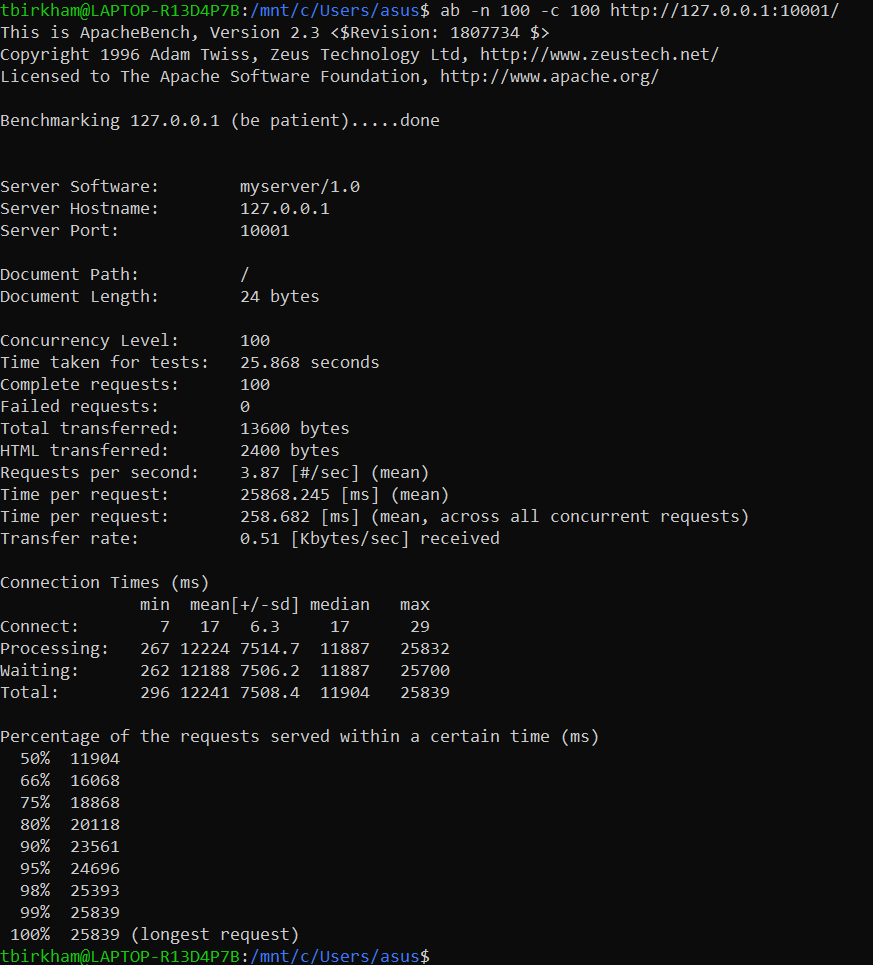 tbirkham@LAPTOP-R13D4P7B:/mnt/c/Users/asus$ ab -n 100 -c 100 http://127.0.0.1:10001/
This is ApacheBench, Version 2.3 <$Revision: 1807734 $>
Copyright 1996 Adam Twiss, Zeus Technology Ltd, http://www.zeustech.net/
Licensed to The Apache Software Foundation, http://www.apache.org/

Benchmarking 127.0.0.1 (be patient).....done


Server Software:        myserver/1.0
Server Hostname:        127.0.0.1
Server Port:            10001

Document Path:          /
Document Length:        24 bytes

Concurrency Level:      100
Time taken for tests:   25.868 seconds
Complete requests:      100
Failed requests:        0
Total transferred:      13600 bytes
HTML transferred:       2400 bytes
Requests per second:    3.87 [#/sec] (mean)
Time per request:       25868.245 [ms] (mean)
Time per request:       258.682 [ms] (mean, across all concurrent requests)
Transfer rate:          0.51 [Kbytes/sec] received

Connection Times (ms)
              min  mean[+/-sd] median   max
Connect:        7   17   6.3     17      29
Processing:   267 12224 7514.7  11887   25832
Waiting:      262 12188 7506.2  11887   25700
Total:        296 12241 7508.4  11904   25839

Percentage of the requests served within a certain time (ms)
  50%  11904
  66%  16068
  75%  18868
  80%  20118
  90%  23561
  95%  24696
  98%  25393
  99%  25839
 100%  25839 (longest request)
tbirkham@LAPTOP-R13D4P7B:/mnt/c/Users/asus$